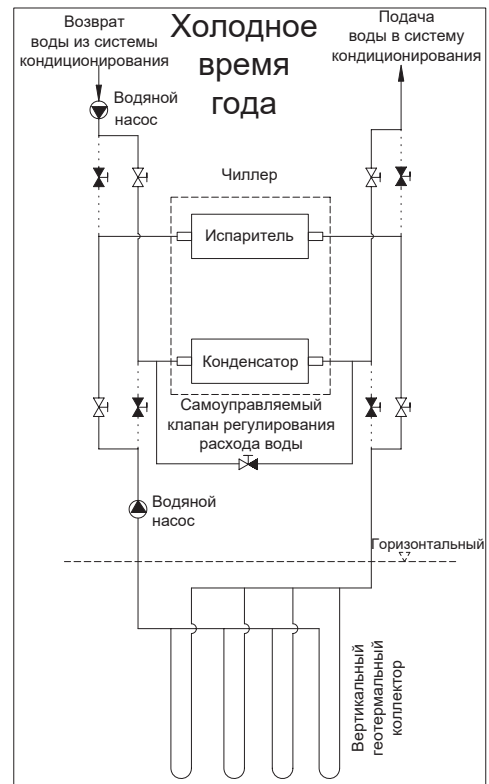 Возврат
воды из системы
кондиционирования
Холодное
время
года
Подача
воды в систему
кондиционирования
Водяной
насос
Чиллер
Испаритель
Конденсатор
Самоуправляемый
клапан регулирования
расхода воды
Водяной
насос
Горизонтальный
Вертикальный
геотермальный
коллектор